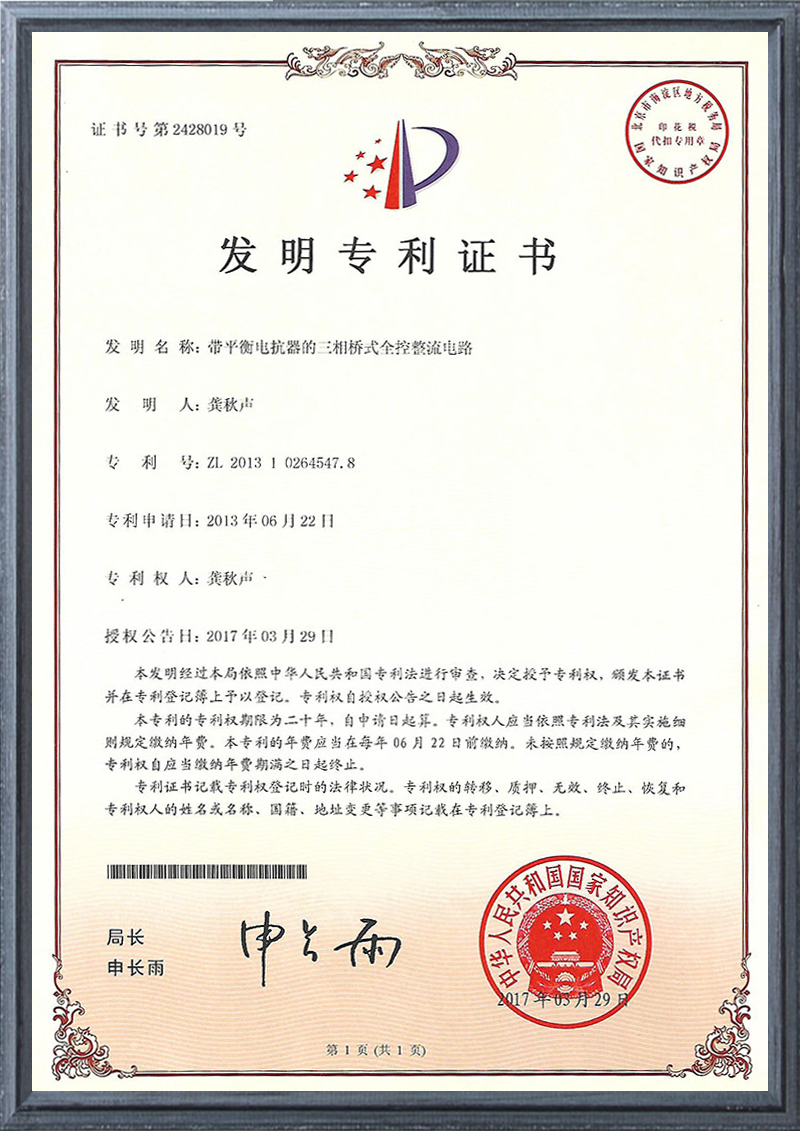 证书号第2428019号
北京市海淀区地方税务局
印花税
代扣专用章
国家知识产权局
发明专利证书
发明名称：带平衡电抗器的三相桥式全控整流电路
发明人：龚秋声
专利号：ZL 2013 1 0264547.8
专利申请日：2013年06月22日
专利权人：龚秋声
授权公告日：2017年03月29日
本发明经过本局依照中华人民共和国专利法进行审查，决定授予专利权，颁发本证书
并在专利登记簿上予以登记。专利权自授权公告之日起生效。
本专利的专利权期限为二十年，自申请日起算。专利权人应当依照专利法及其实施细
则规定缴纳年费。本专利的年费应当在每年06月22日前缴纳。未按照规定缴纳年费的，
专利权自应当缴纳年费期满之日起终止。
专利证书记载专利权登记时的法律状况。专利权的转移、质押、无效、终止、恢复和
专利权人的姓名或名称、国籍、地址变更等事项记载在专利登记簿上。
局长
申长雨
申长雨
中华人民共和国国家知识产权局
2017年03月29日
第1页(共1页)